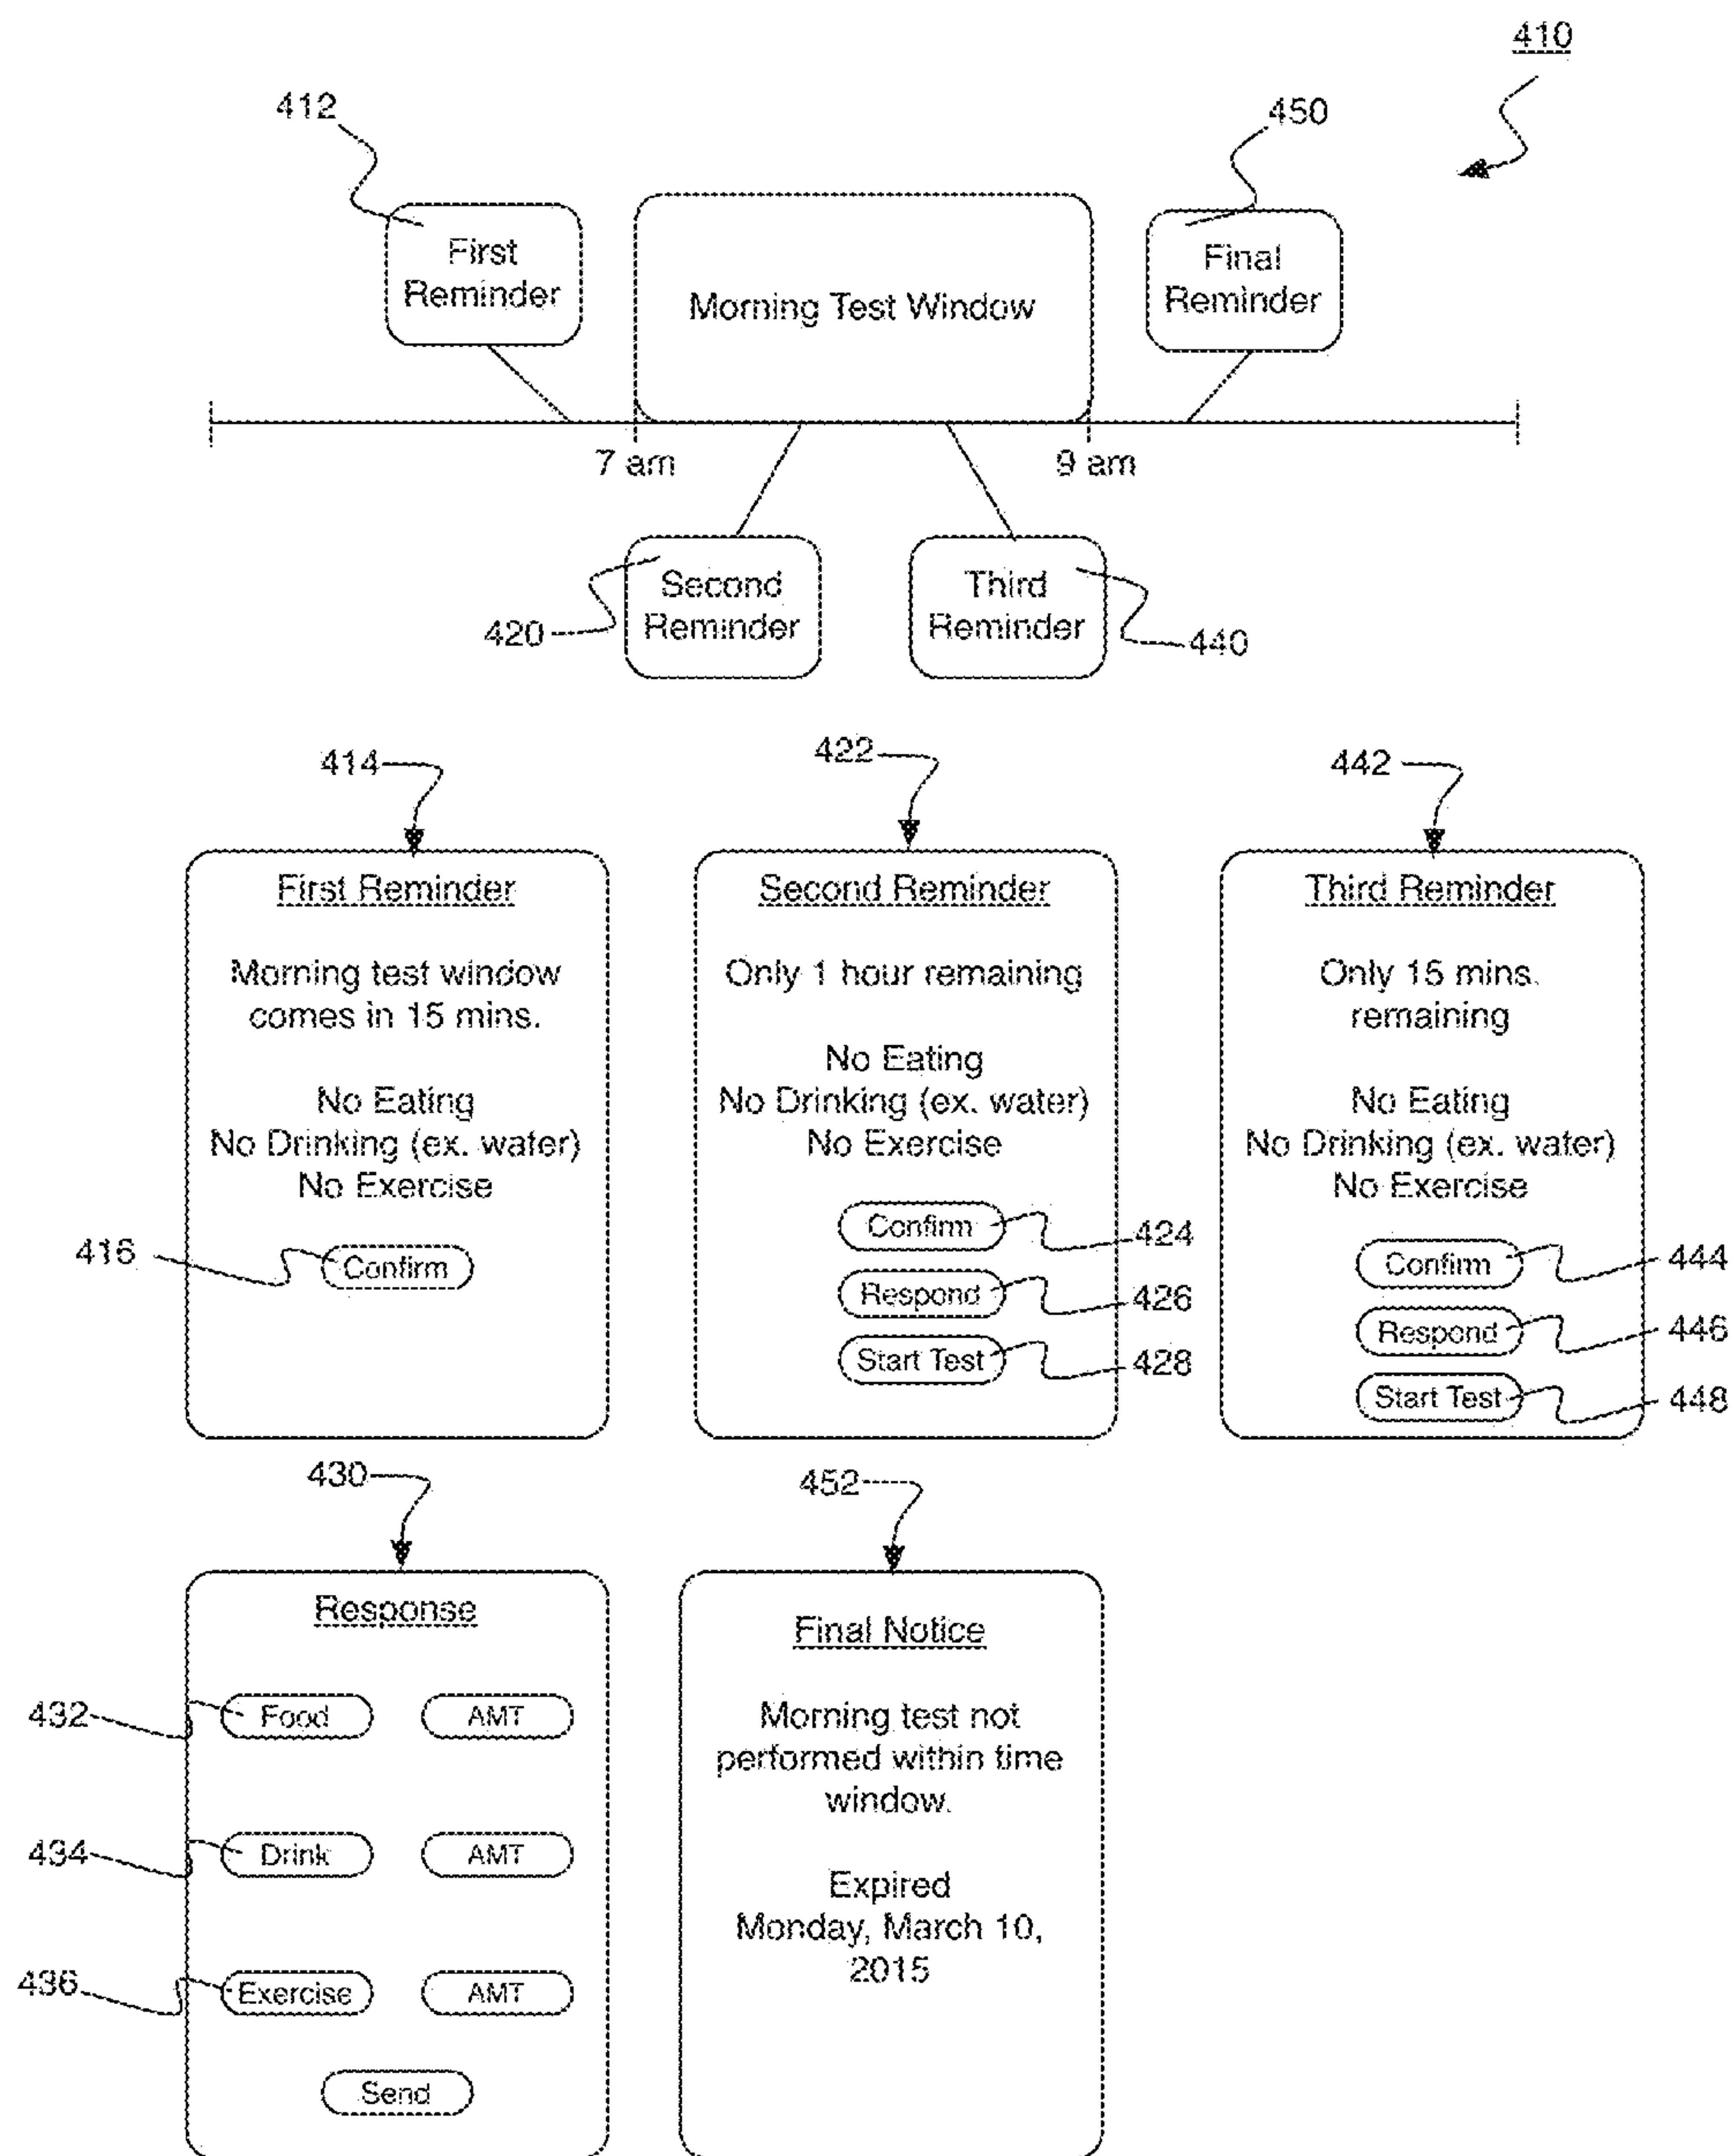 410
412
450
First
Reminder
Morning Test Window
Final
Reminder
7 am
9 am
Second
Reminder
Third
Reminder
420
440
414
422
442
First Reminder
Morning test window
comes in 15 mins.
No Eating
No Drinking (ex. water)
No Exercise
416
Confirm
Second Reminder
Only 1 hour remaining
No Eating
No Drinking (ex. water)
No Exercise
Confirm
424
Respond
426
Start Test
428
Third Reminder
Only 15 mins.
remaining
No Eating
No Drinking (ex. water)
No Exercise
Confirm
444
Respond
446
Start Test
448
430
452
Response
432
Food
AMT
434
Drink
AMT
436
Exercise
AMT
Send
Final Notice
Morning test not
performed within time
window.
Expired
Monday, March 10,
2015